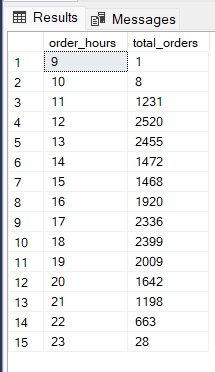 Results Messages
order_hours total_orders
1 9 1
2 10 8
3 11 1231
4 12 2520
5 13 2455
6 14 1472
7 15 1468
8 16 1920
9 17 2336
10 18 2399
11 19 2009
12 20 1642
13 21 1198
14 22 663
15 23 28